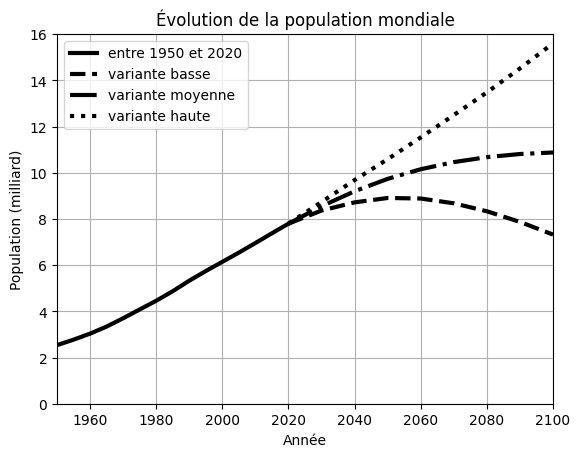 Évolution de la population mondiale
16
14
12
10
8
6
4
2
0
Population (milliard)
entre 1950 et 2020
variante basse
variante moyenne
variante haute
1960 1980 2000 2020 2040 2060 2080 2100
Année